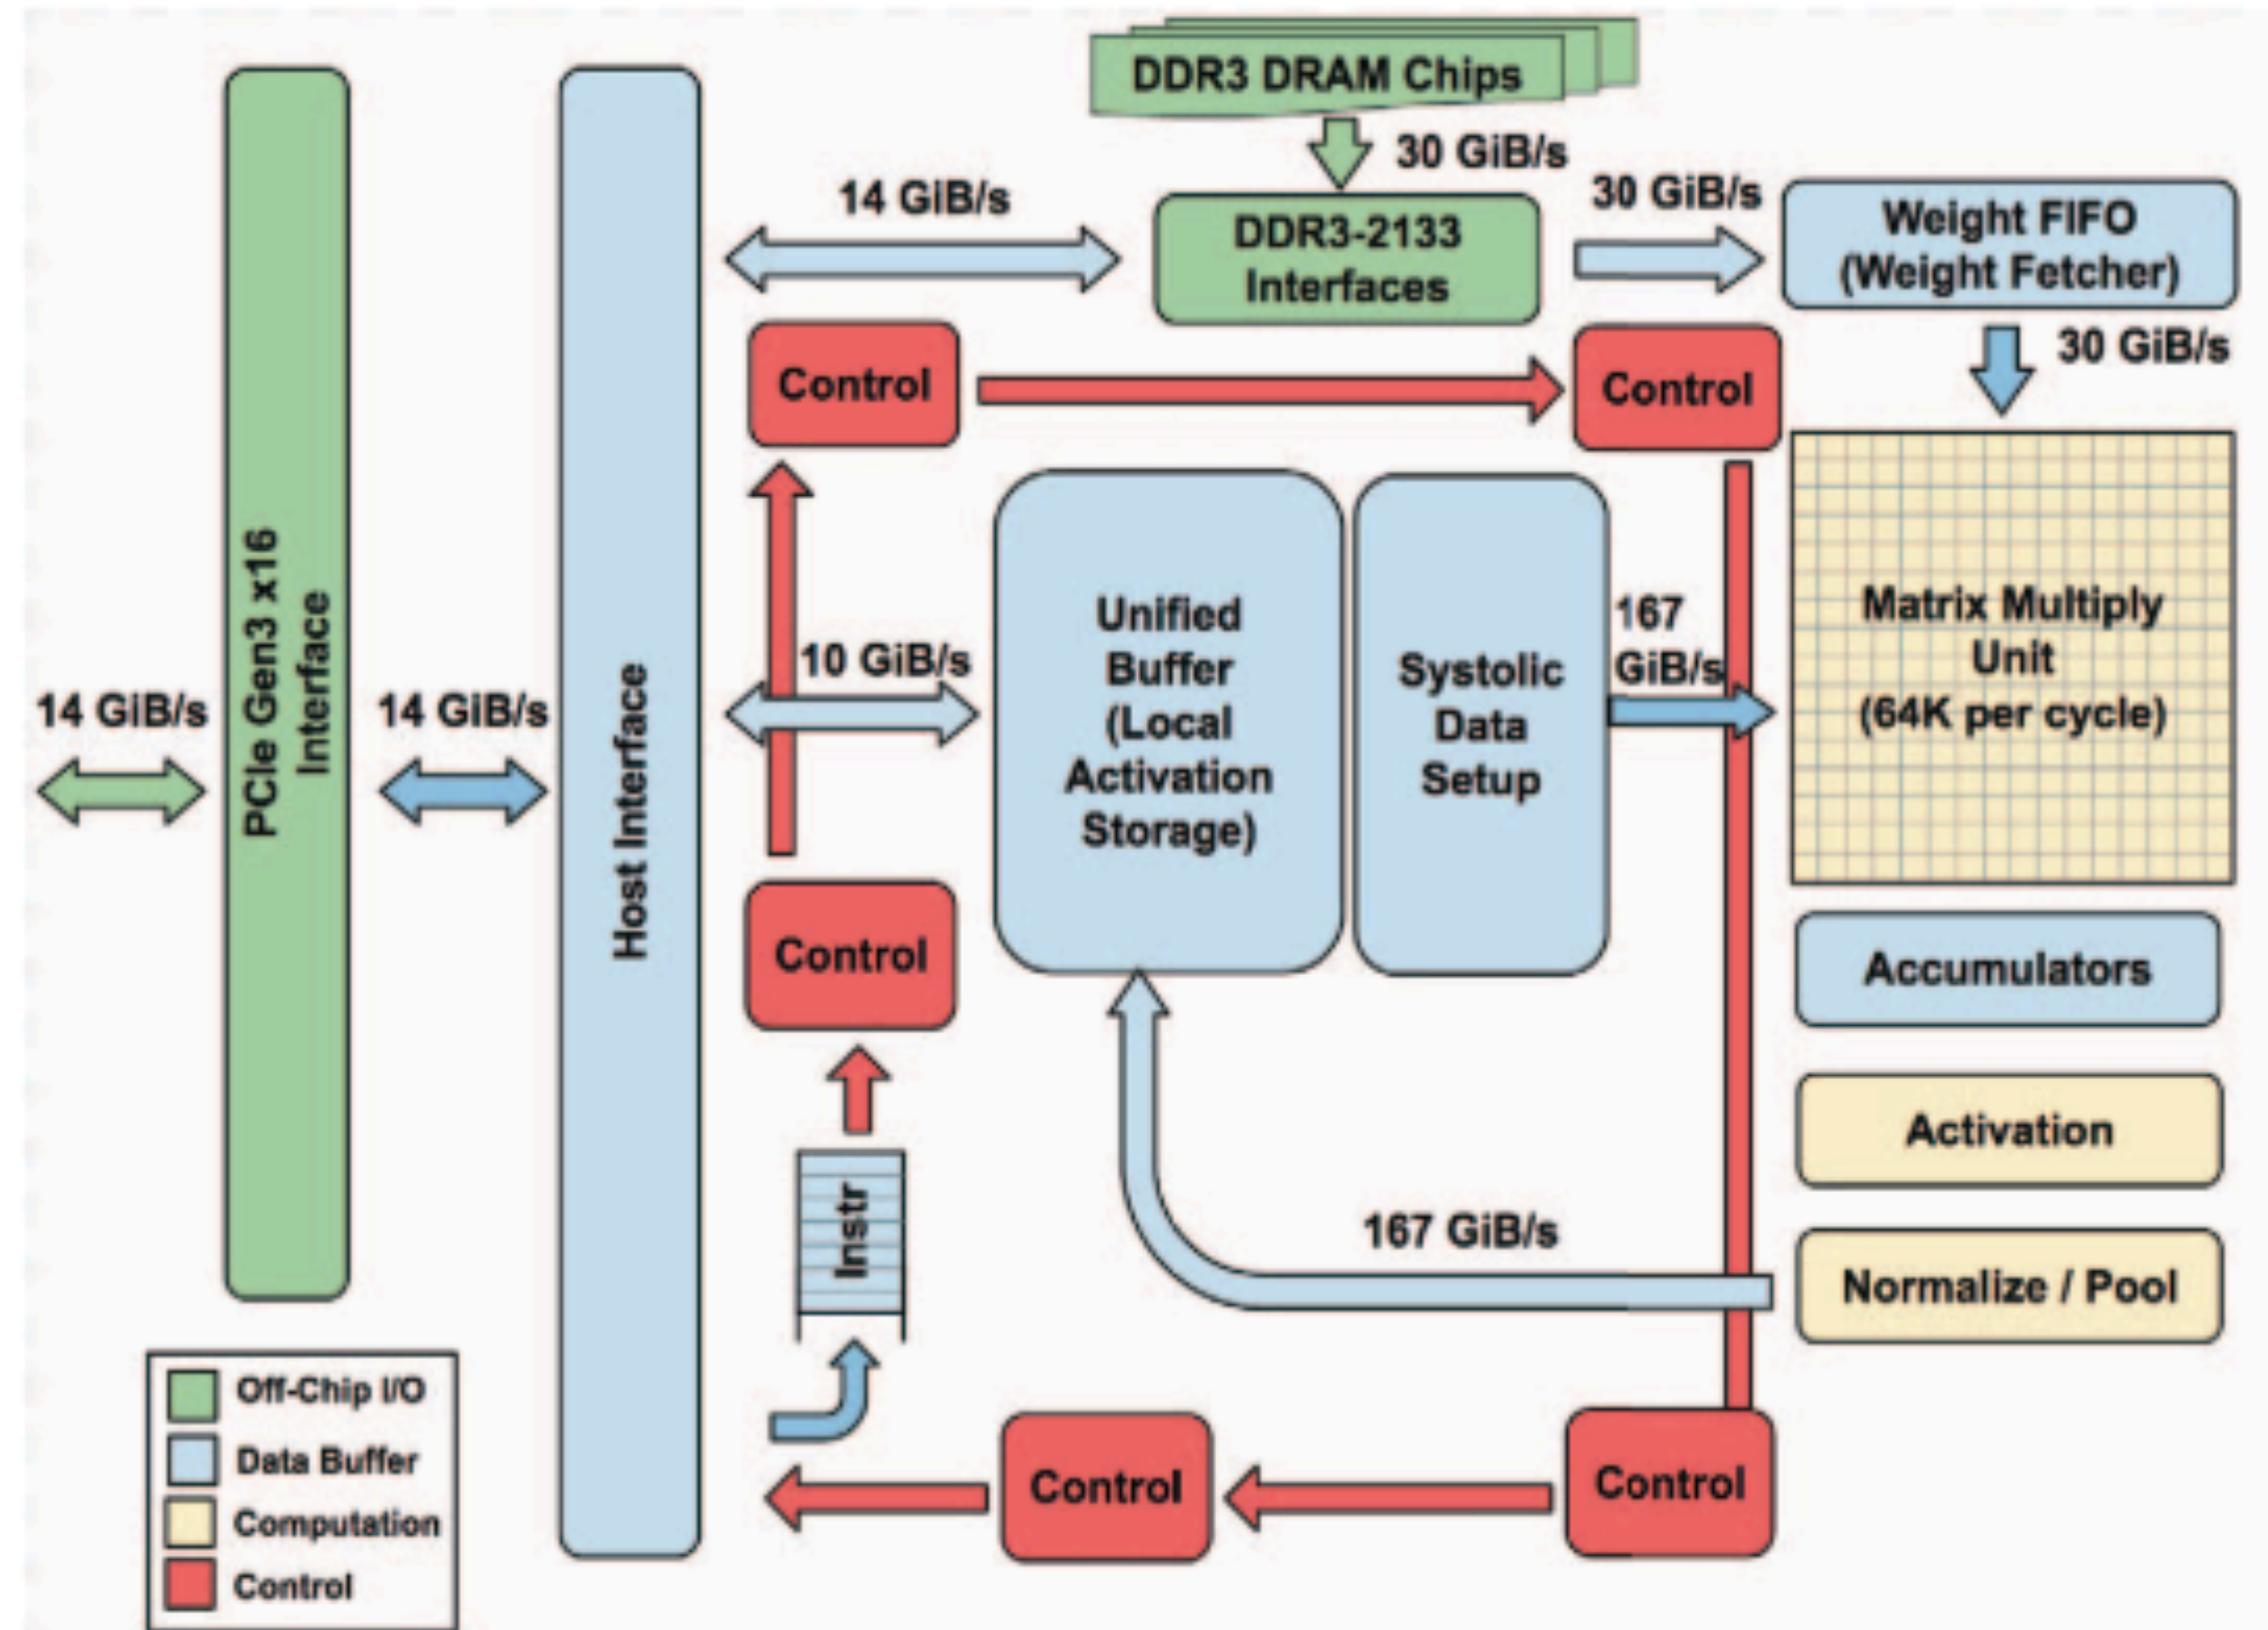 DDR3 DRAM Chips
30 GiB/s
14 GiB/s
DDR3-2133
Interfaces
30 GiB/s
Weight FIFO
(Weight Fetcher)
30 GiB/s
Control
Control
PCIe Gen3 x16
Interface
14 GiB/s
14 GiB/s
Host Interface
10 GiB/s
Unified
Buffer
(Local
Activation
Storage)
Systolic
Data
Setup
167
GiB/s
Matrix Multiply
Unit
(64K per cycle)
Control
Accumulators
Activation
Instr
167 GiB/s
Normalize / Pool
Control
Control
Off-Chip I/O
Data Buffer
Computation
Control